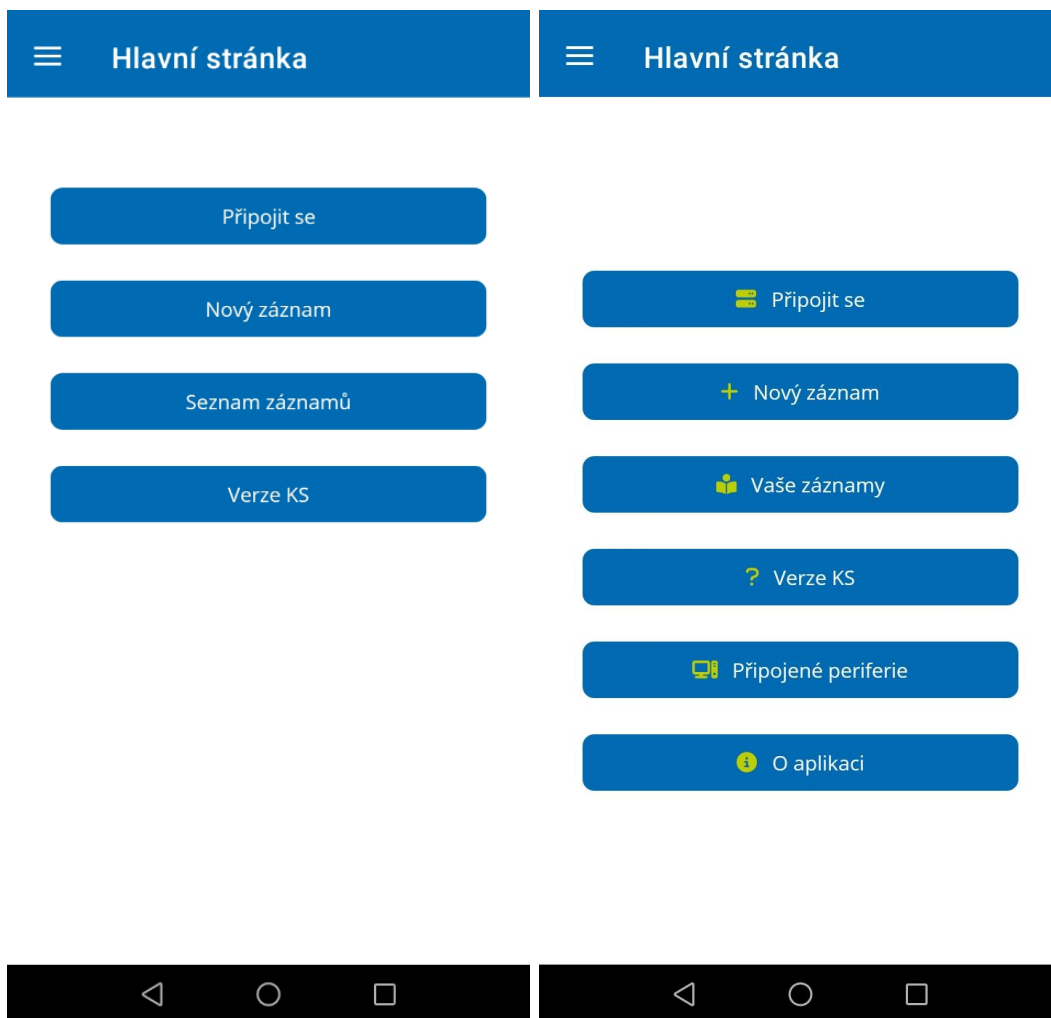 Hlavní stránka
Připojit se
Nový záznam
Seznam záznamů
Verze KS
Hlavní stránka
Připojit se
Nový záznam
Vaše záznamy
Verze KS
Připojené periferie
O aplikaci